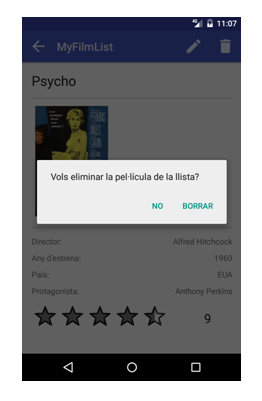 11:07
MyFilmList
Psycho
Vols eliminar la pel·lícula de la llista?
NO BORRAR
Director: Alfred Hitchcock
Any d'estrena: 1960
Pais: EUA
Protagonista: Anthony Perkins
9